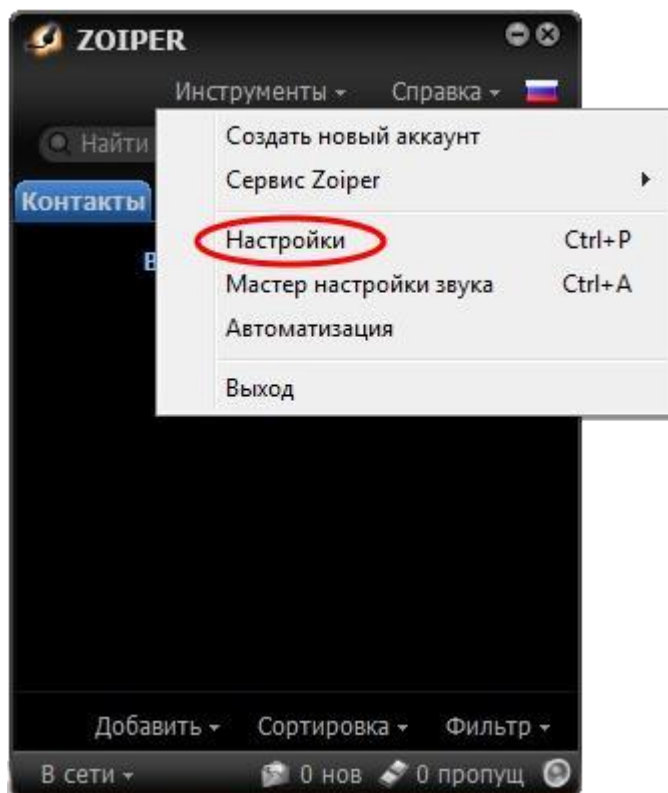 ZOIPER
Инструменты Справка
Найти
Создать новый аккаунт
Сервис Zoiper
Контакты
Настройки Ctrl+P
В
Мастер настройки звука Ctrl+A
Автоматизация
Выход
Добавить Сортировка Фильтр
В сети 0 нов 0 пропущ